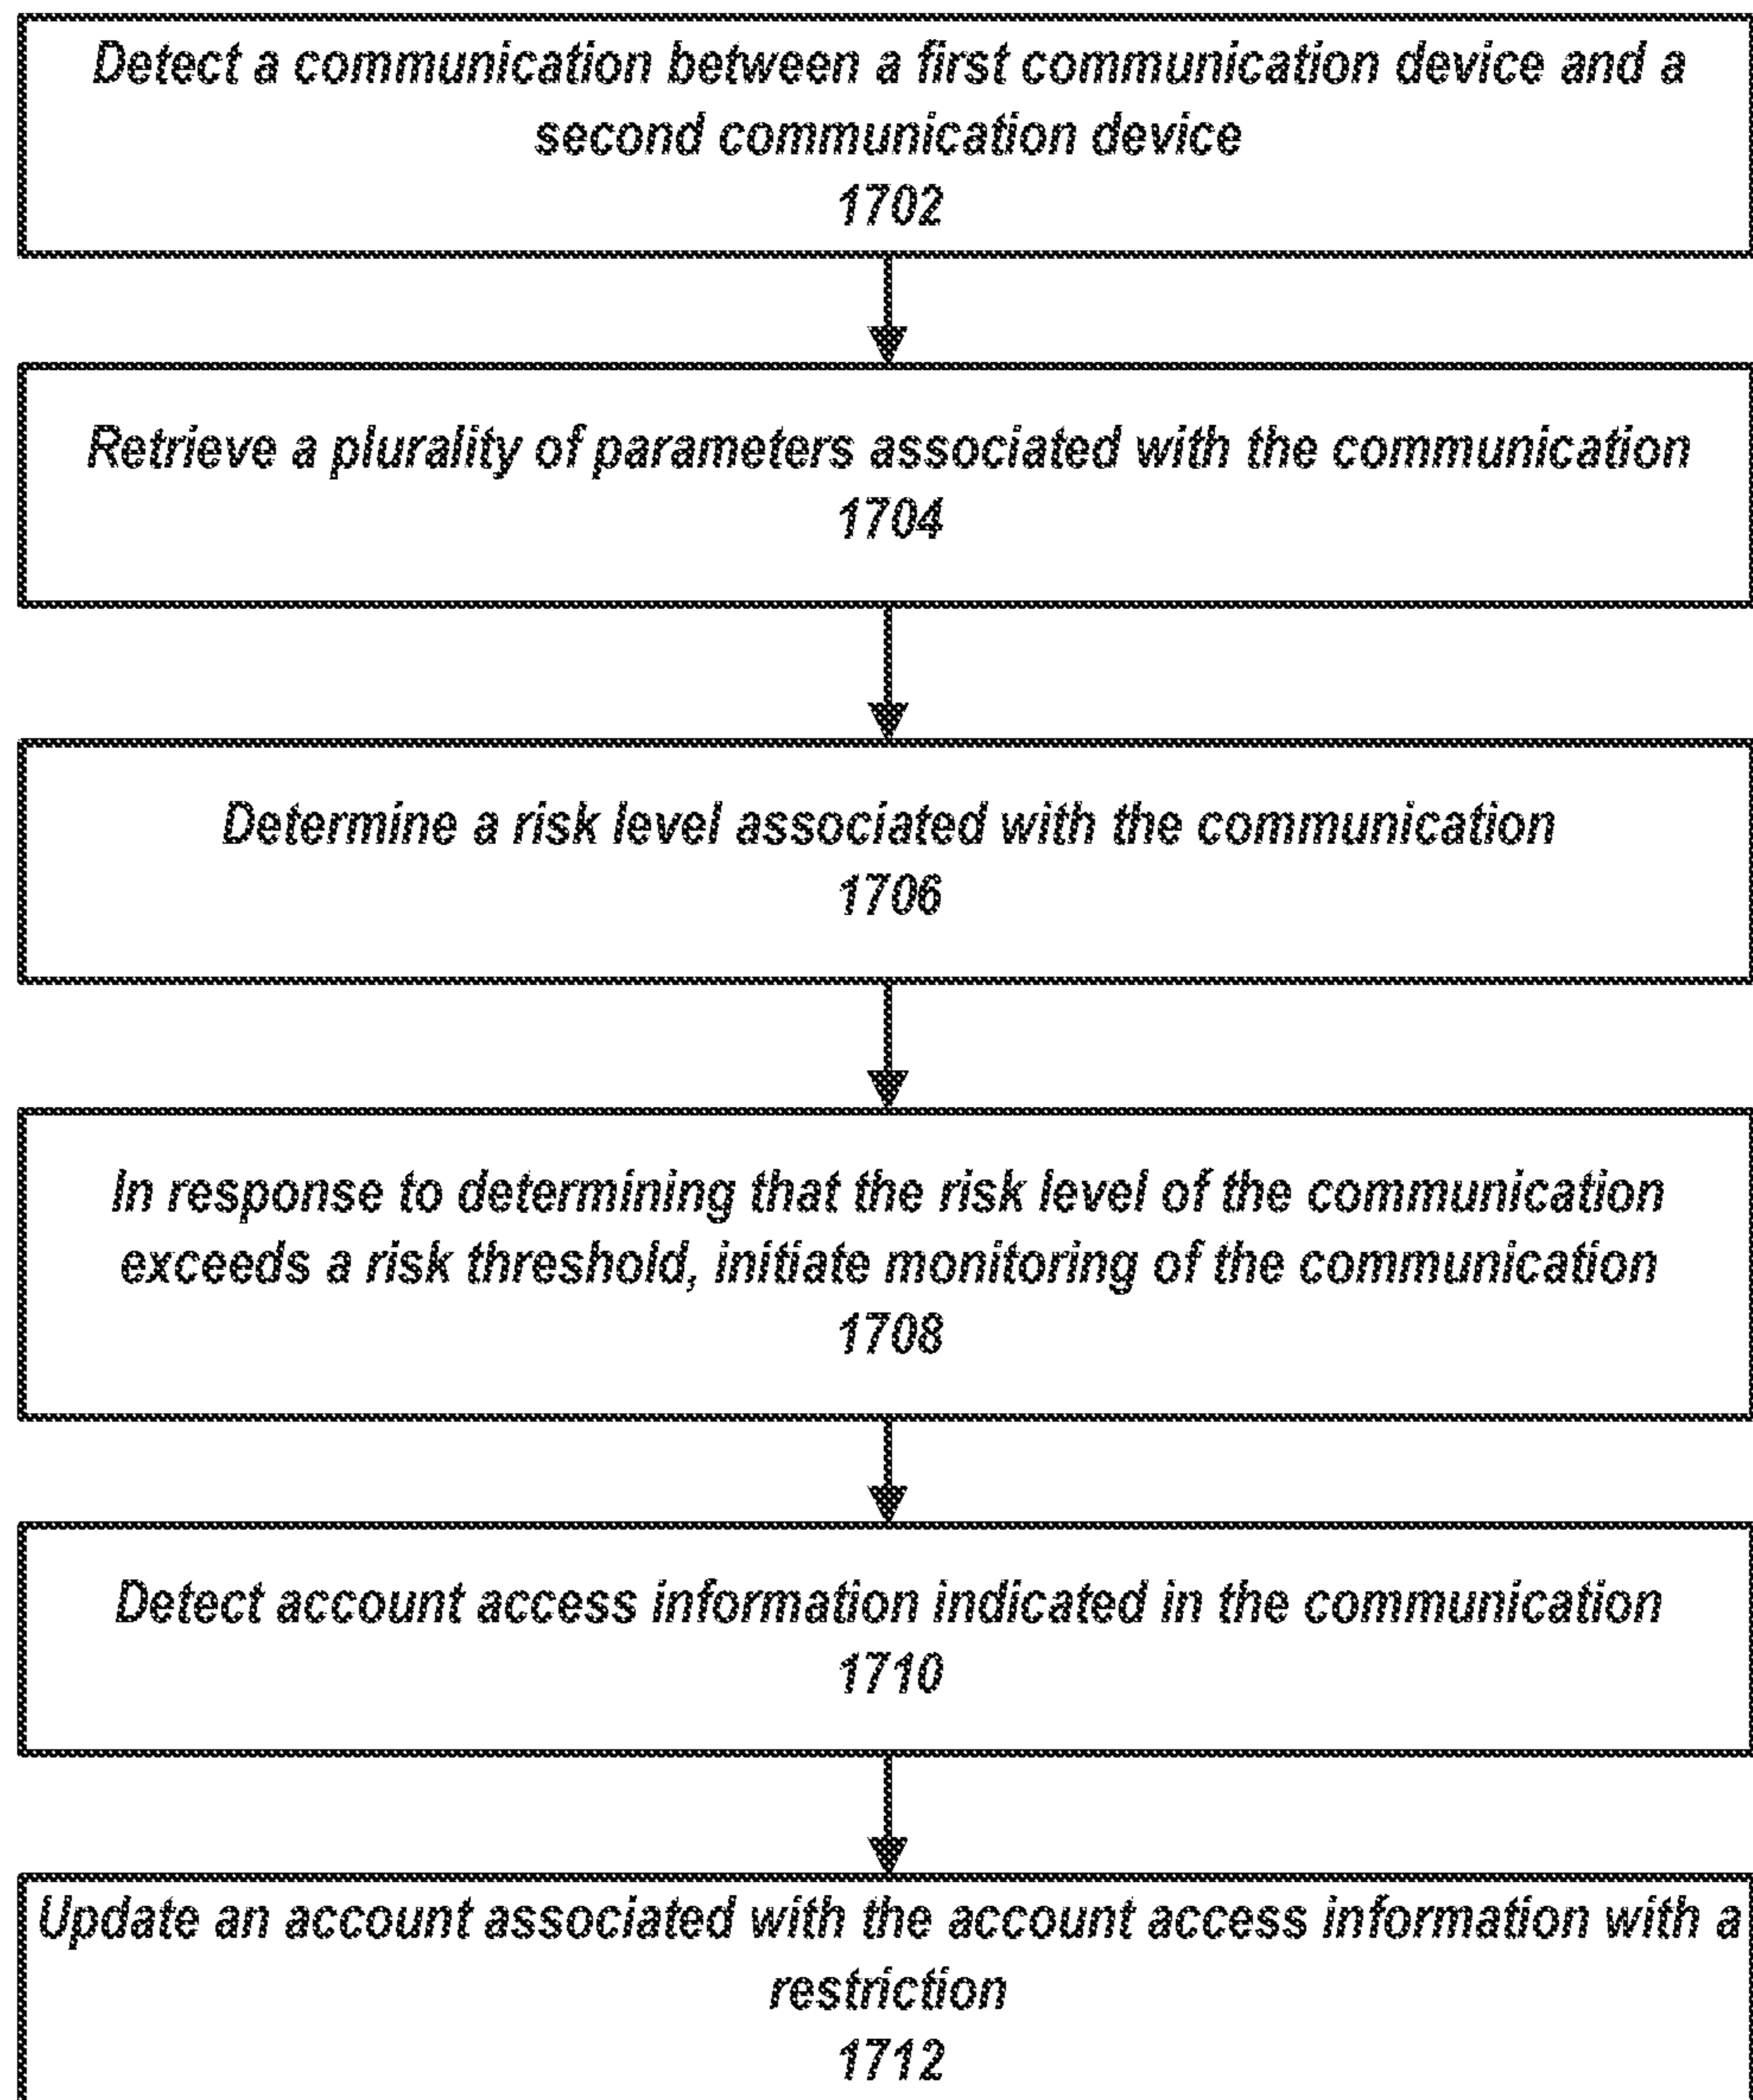 Detect a communication between a first communication device and a
second communication device
1702
Retrieve a plurality of parameters associated with the communication
1704
Determine a risk level associated with the communication
1706
In response to determining that the risk level of the communication
exceeds a risk threshold, initiate monitoring of the communication
1708
Detect account access information indicated in the communication
1710
Update an account associated with the account access information with a
restriction
1712